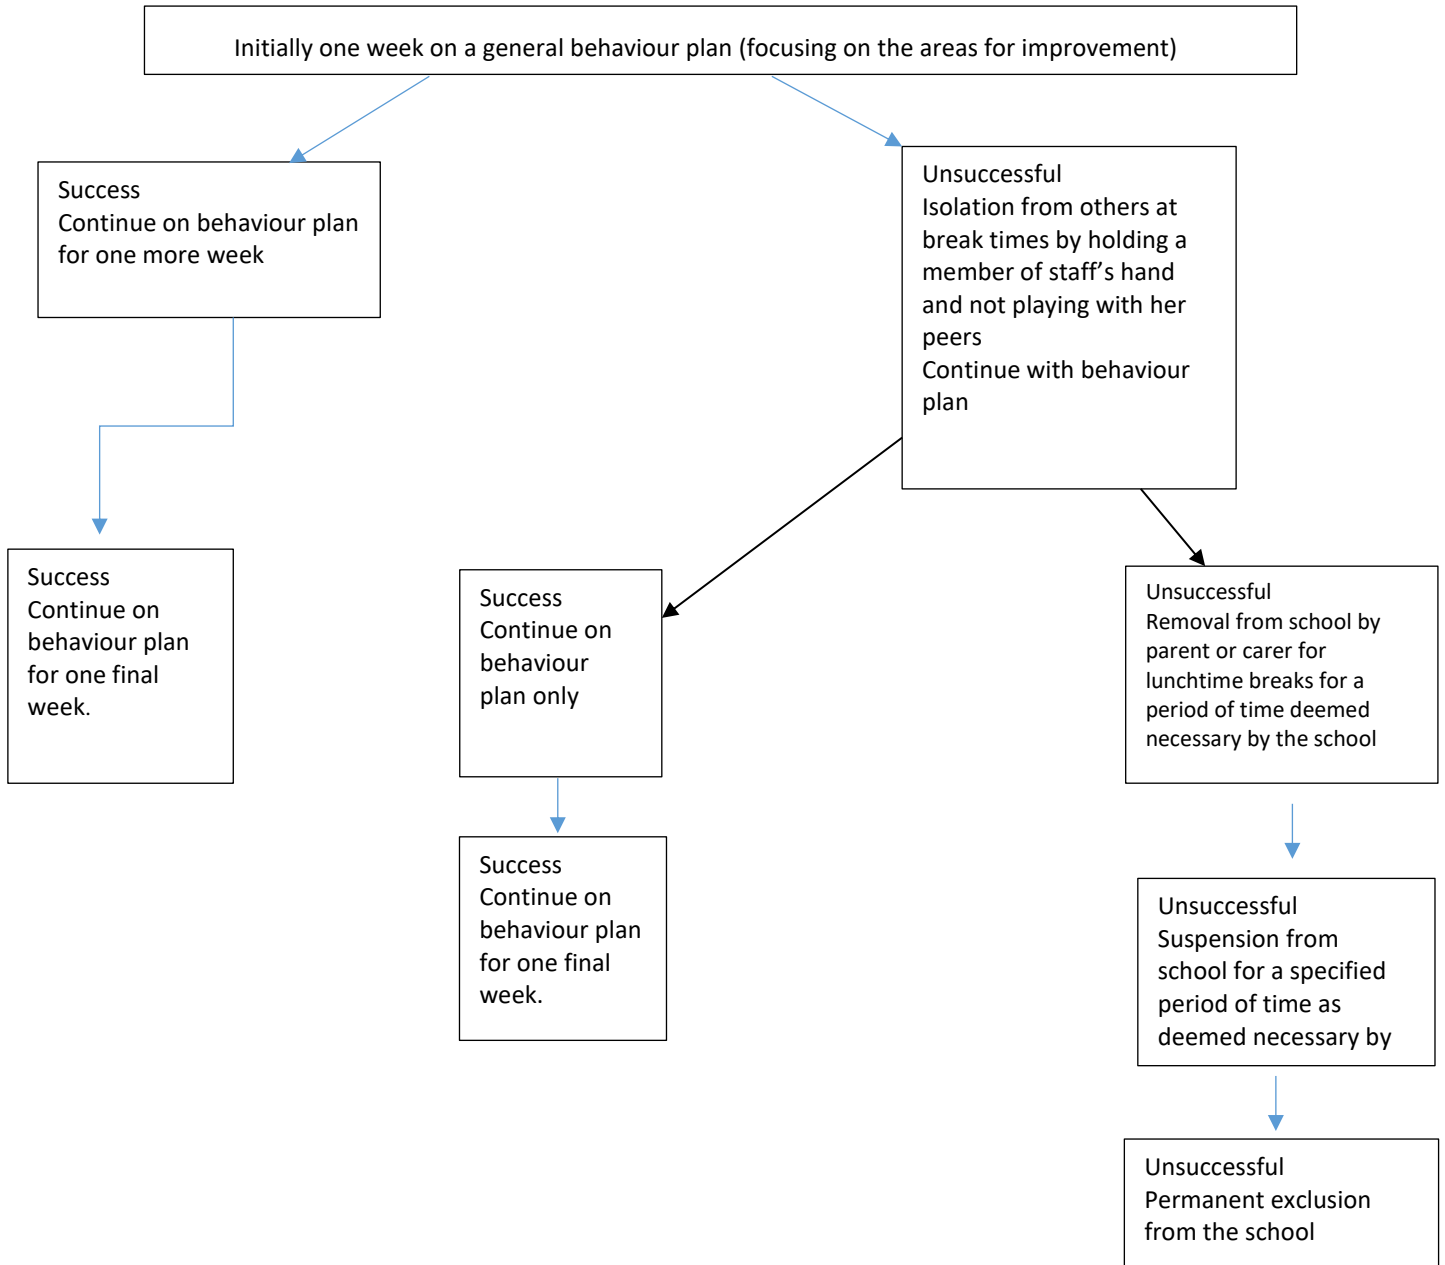 Initially one week on a general behaviour plan (focusing on the areas for improvement)
Success
Continue on behaviour plan
for one more week
Unsuccessful
Isolation from others at
break times by holding a
member of staff’s hand
and not playing with her
peers
Continue with behaviour
plan
Success
Continue on
behaviour plan
for one final
week.
Success
Continue on
behaviour
plan only
Unsuccessful
Removal from school by
parent or carer for
lunchtime breaks for a
period of time deemed
necessary by the school
Success
Continue on
behaviour plan
for one final
week.
Unsuccessful
Suspension from
school for a specified
period of time as
deemed necessary by
Unsuccessful
Permanent exclusion
from the school